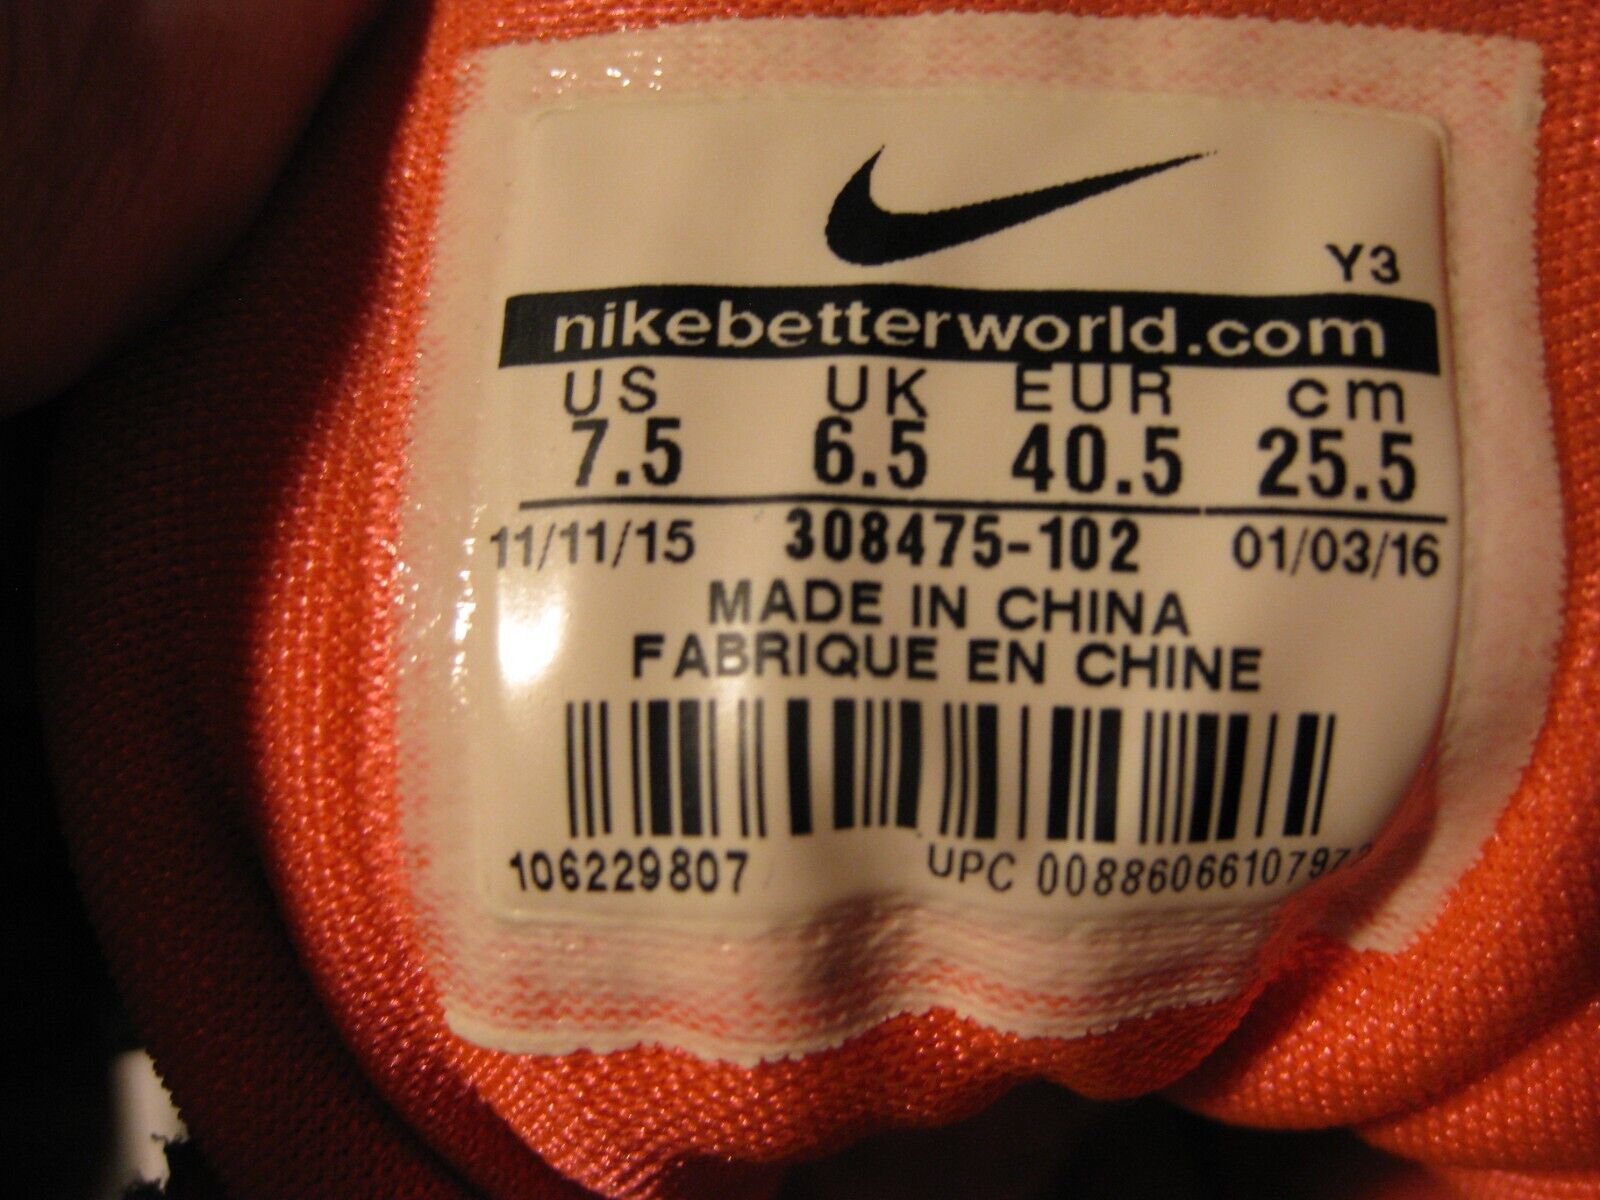 Y3
nikebetterworld.com
US UK EUR cm
7.5 6.5 40.5 25.5
11/11/15 308475-102 01/03/16
MADE IN CHINA
FABRIQUE EN CHINE
106229807 UPC